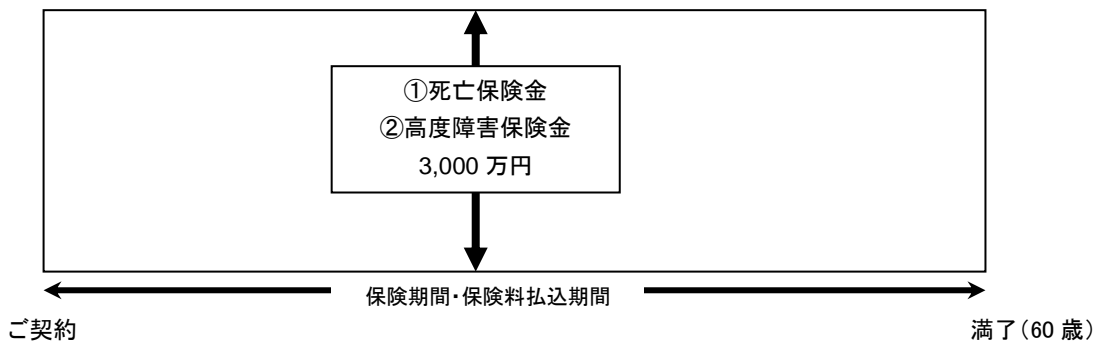 ①死亡保険金
②高度障害保険金
3,000 万円
保険期間・保険料払込期間
ご契約
満了（60 歳）